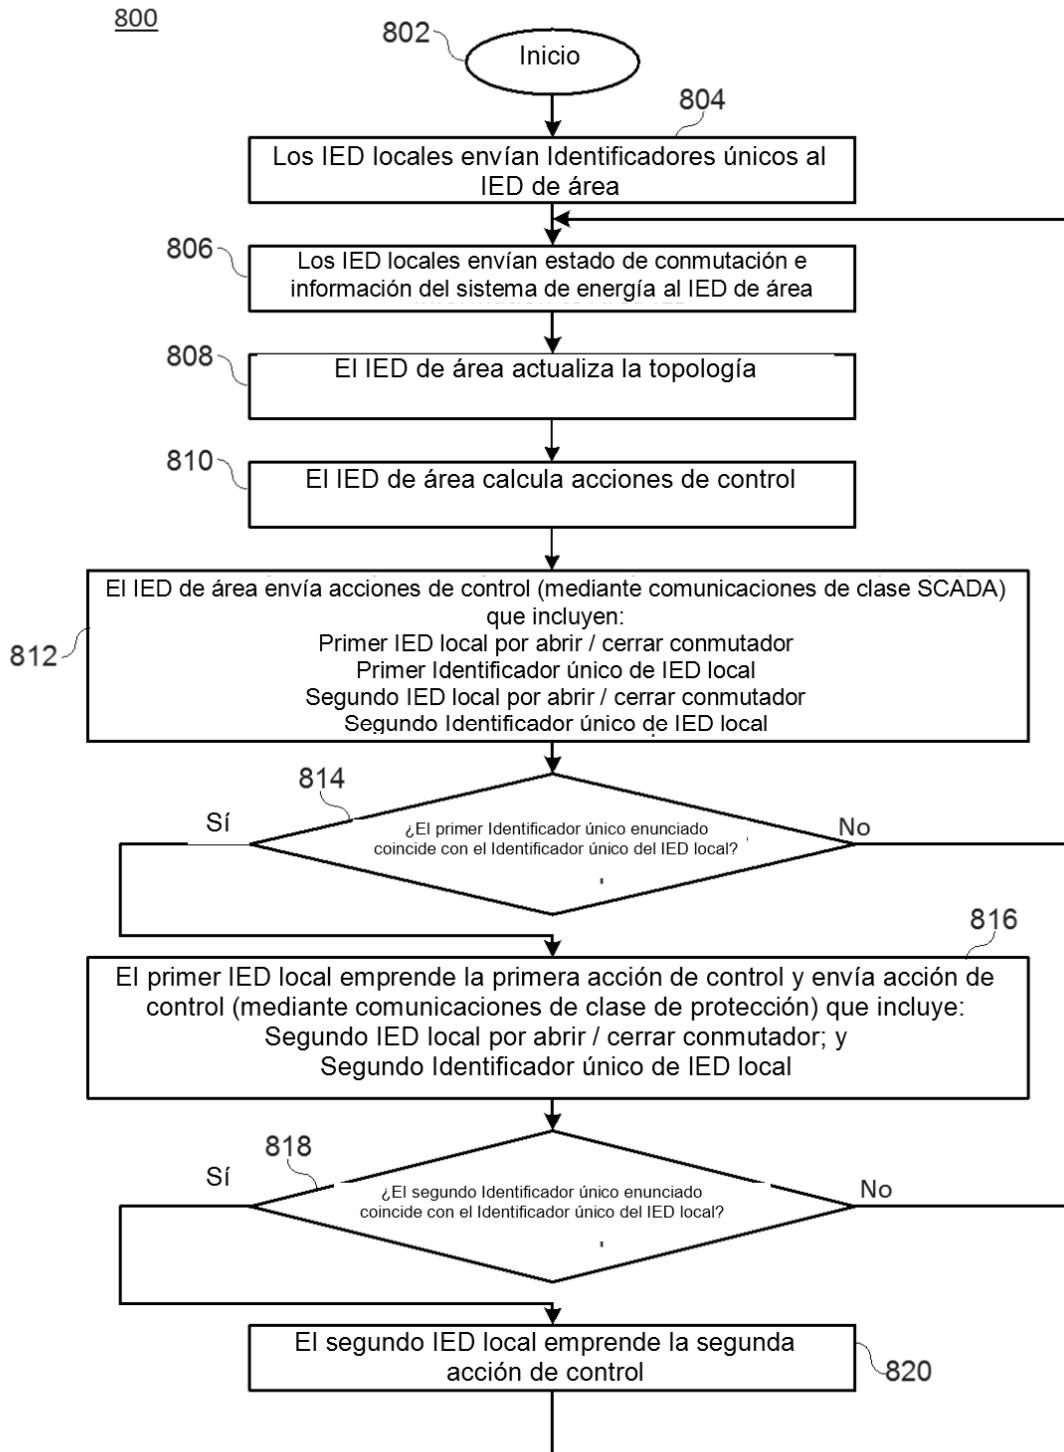 800
802
Inicio
804
Los IED locales envían Identificadores únicos al
IED de área
806
Los IED locales envían estado de conmutación e
información del sistema de energía al IED de área
808
El IED de área actualiza la topología
810
El IED de área calcula acciones de control
812
El IED de área envía acciones de control (mediante comunicaciones de clase SCADA)
que incluyen:
Primer IED local por abrir / cerrar conmutador
Primer Identificador único de IED local
Segundo IED local por abrir / cerrar conmutador
Segundo Identificador único de IED local
814
Sí
¿El primer Identificador único enunciado
coincide con el Identificador único del IED local?
No
816
El primer IED local emprende la primera acción de control y envía acción de
control (mediante comunicaciones de clase de protección) que incluye:
Segundo IED local por abrir / cerrar conmutador; y
Segundo Identificador único de IED local
818
Sí
¿El segundo Identificador único enunciado
coincide con el Identificador único del IED local?
No
El segundo IED local emprende la segunda
acción de control
820